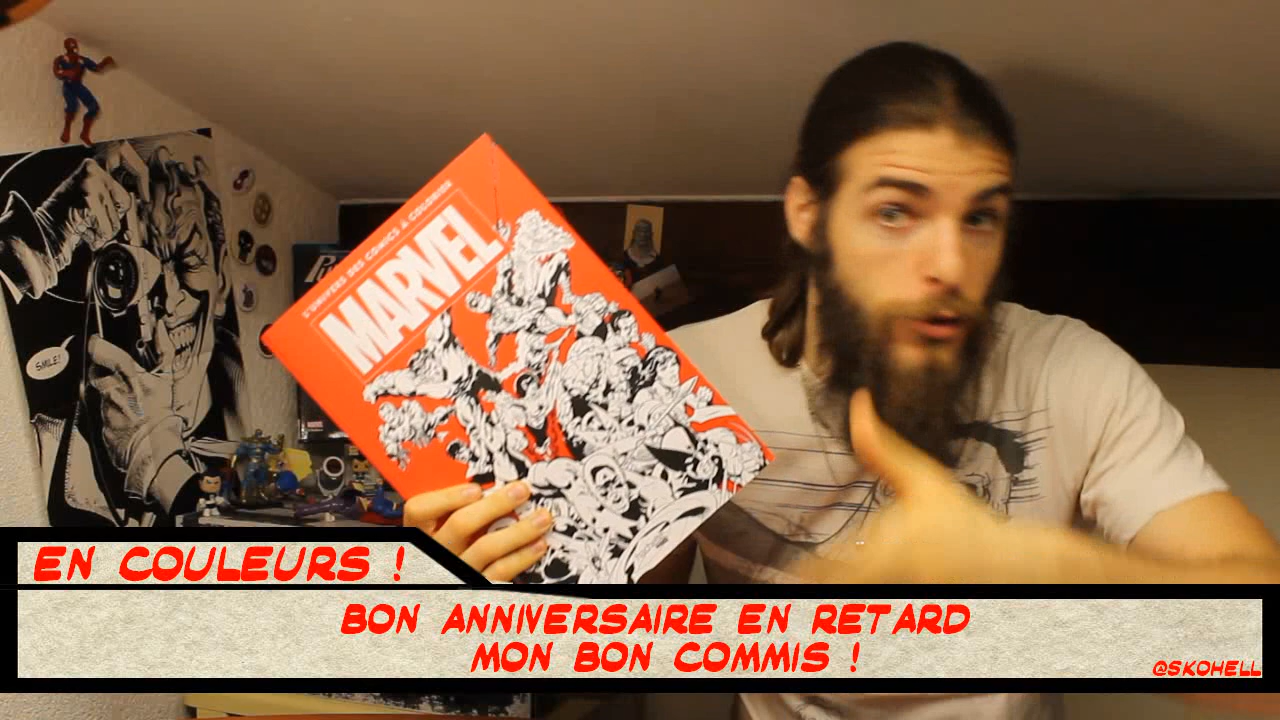 L'UNIVERS DES COMICS À COLORIER
MARVEL
SMILE!
EN COULEURS !
BON ANNIVERSAIRE EN RETARD
MON BON COMMIS !
@SKOHELL